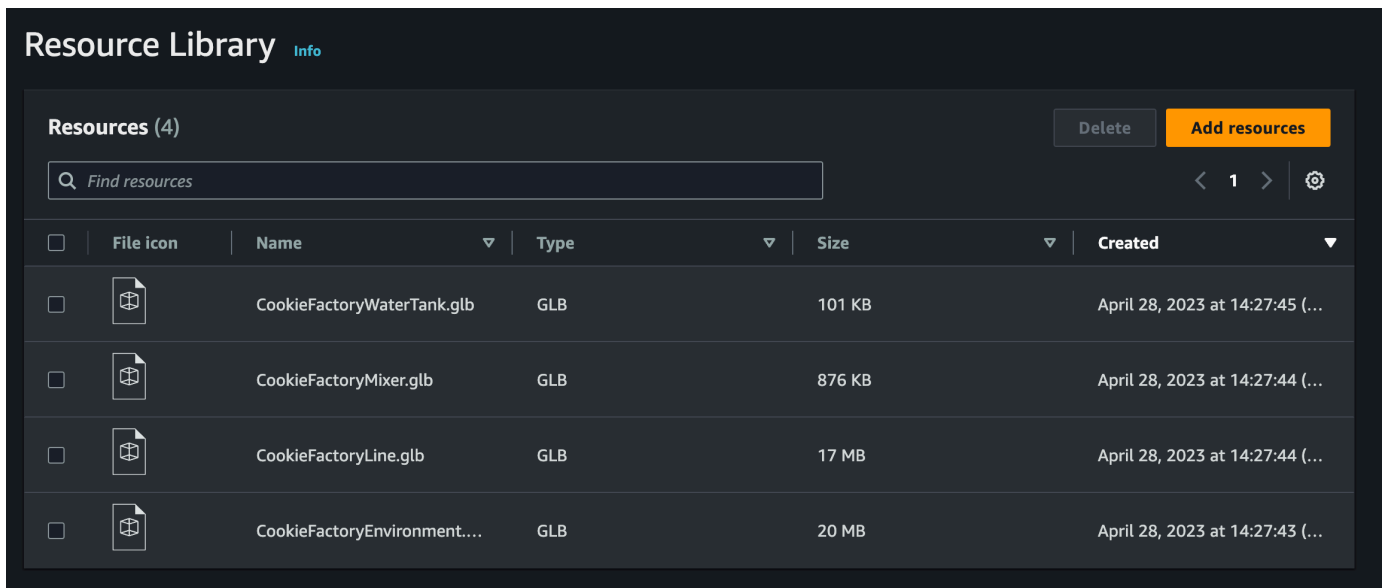 Resource Library Info
Resources (4) Delete Add resources
Find resources 1
File icon Name Type Size Created
CookieFactoryWaterTank.glb GLB 101 KB April 28, 2023 at 14:27:45 (...
CookieFactoryMixer.glb GLB 876 KB April 28, 2023 at 14:27:44 (...
CookieFactoryLine.glb GLB 17 MB April 28, 2023 at 14:27:44 (...
CookieFactoryEnvironment.... GLB 20 MB April 28, 2023 at 14:27:43 (...